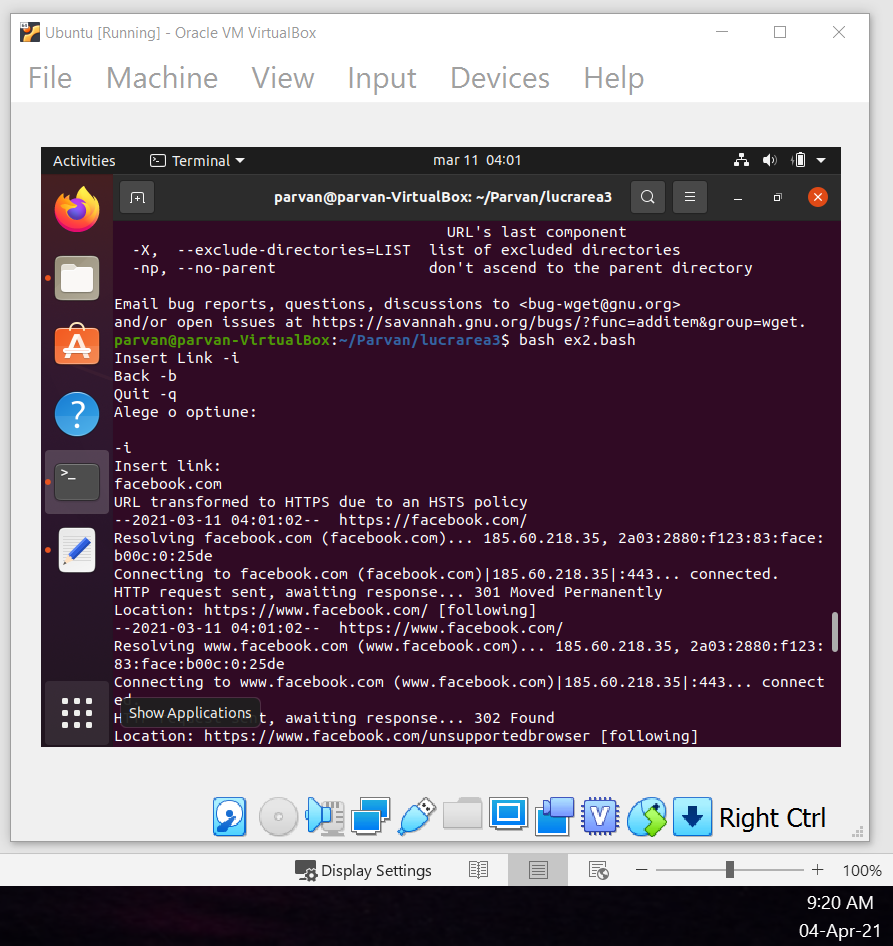 Ubuntu [Running] - Oracle VM VirtualBox
File Machine View Input Devices Help
Activities Terminal mar 11 04:01
parvan@parvan-VirtualBox: ~/Parvan/lucrarea3
URL's last component
-X, --exclude-directories=LIST list of excluded directories
-np, --no-parent don't ascend to the parent directory
Email bug reports, questions, discussions to <bug-wget@gnu.org>
and/or open issues at https://savannah.gnu.org/bugs/?func=additem&group=wget.
parvan@parvan-VirtualBox:~/Parvan/lucrarea3$ bash ex2.bash
Insert Link -i
Back -b
Quit -q
Alege o optiune:
-i
Insert link:
facebook.com
URL transformed to HTTPS due to an HSTS policy
--2021-03-11 04:01:02-- https://facebook.com/
Resolving facebook.com (facebook.com)... 185.60.218.35, 2a03:2880:f123:83:face:
b00c:0:25de
Connecting to facebook.com (facebook.com)|185.60.218.35|:443... connected.
HTTP request sent, awaiting response... 301 Moved Permanently
Location: https://www.facebook.com/ [following]
--2021-03-11 04:01:02-- https://www.facebook.com/
Resolving www.facebook.com (www.facebook.com)... 185.60.218.35, 2a03:2880:f123:
83:face:b00c:0:25de
Connecting to www.facebook.com (www.facebook.com)|185.60.218.35|:443... connect
ed.
Show Applications
t, awaiting response... 302 Found
Location: https://www.facebook.com/unsupportedbrowser [following]
Right Ctrl
Display Settings 100%
9:20 AM
04-Apr-21